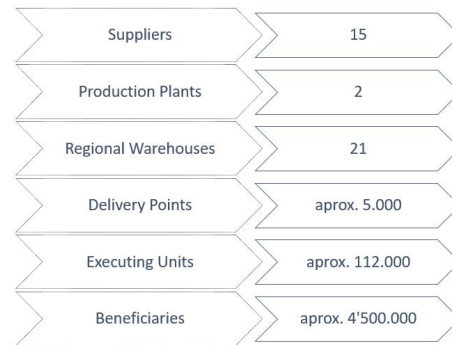 Suppliers 15
Production Plants 2
Regional Warehouses 21
Delivery Points aprox. 5.000
Executing Units aprox. 112.000
Beneficiaries aprox. 4'500.000